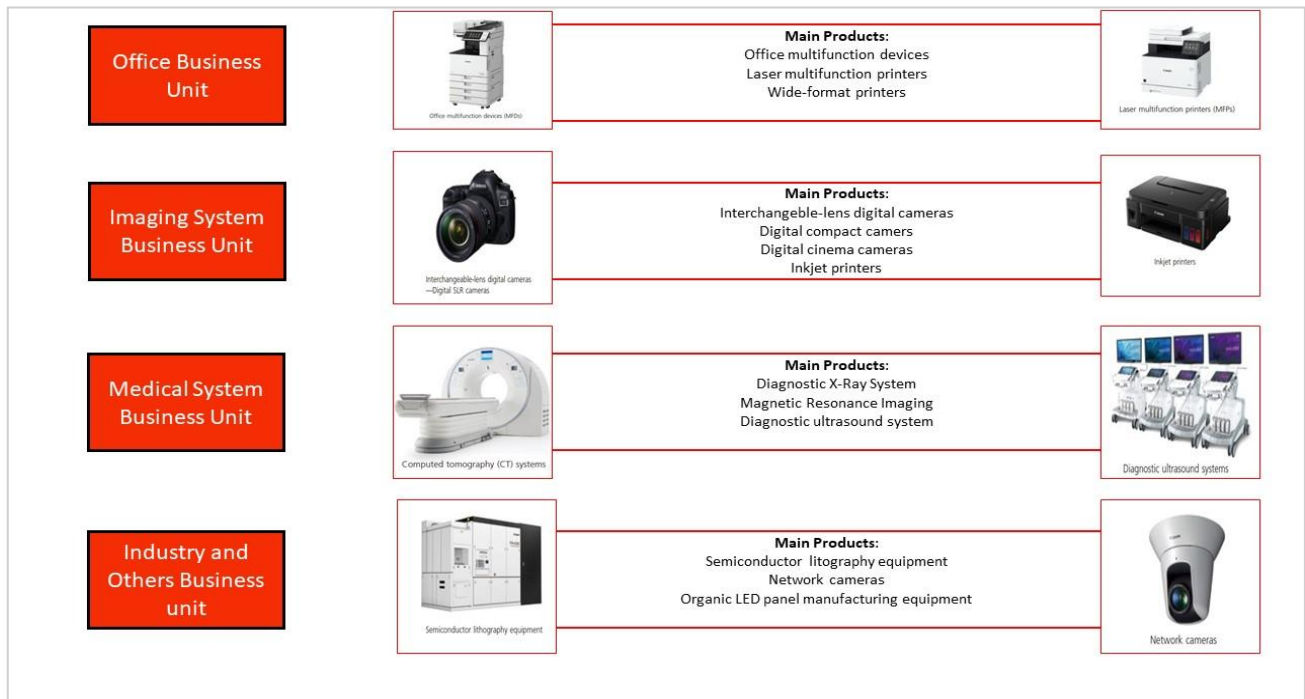 Office Business
Unit
Office multifunction devices (MFDs)
Main Products:
Office multifunction devices
Laser multifunction printers
Wide-format printers
Laser multifunction printers (MFPs)
Imaging System
Business Unit
Interchangeable-lens digital cameras
—Digital SLR cameras
Main Products:
Interchangeble-lens digital cameras
Digital compact camers
Digital cinema cameras
Inkjet printers
Inkjet printers
Medical System
Business Unit
Computed tomography (CT) systems
Main Products:
Diagnostic X-Ray System
Magnetic Resonance Imaging
Diagnostic ultrasound system
Diagnostic ultrasound systems
Industry and
Others Business
unit
Semiconductor lithography equipment
Main Products:
Semiconductor litography equipment
Network cameras
Organic LED panel manufacturing equipment
Network cameras